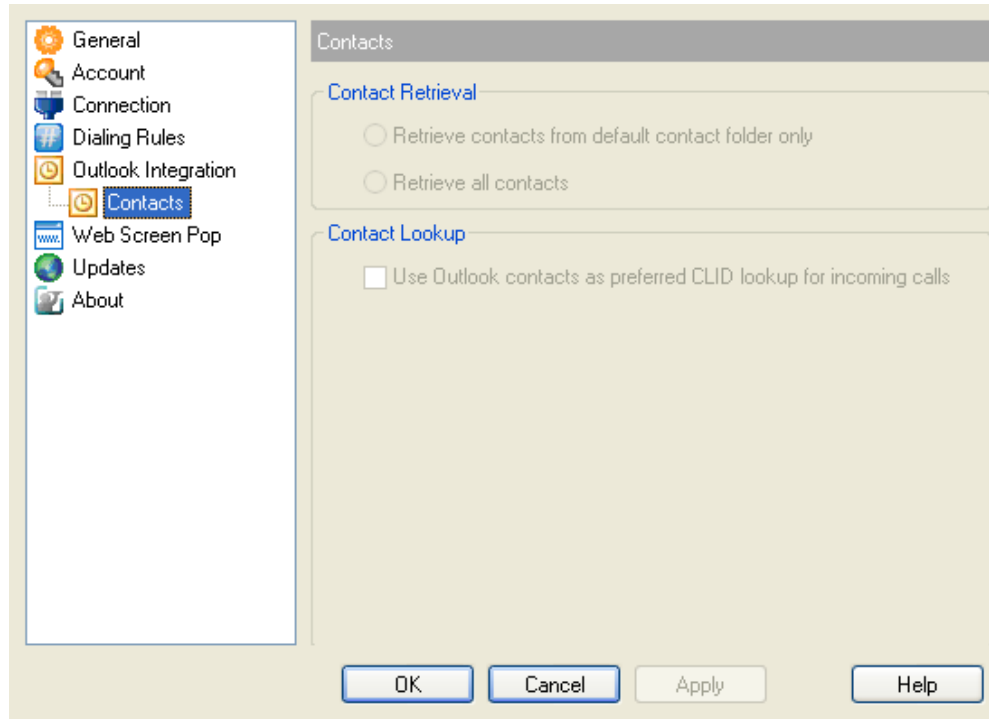 General
Account
Connection
Dialing Rules
Outlook Integration
Contacts
www.
Web Screen Pop
Updates
About
Contacts
Contact Retrieval
Retrieve contacts from default contact folder only
Retrieve all contacts
Contact Lookup
Use Outlook contacts as preferred CLID lookup for incoming calls
OK
Cancel
Apply
Help